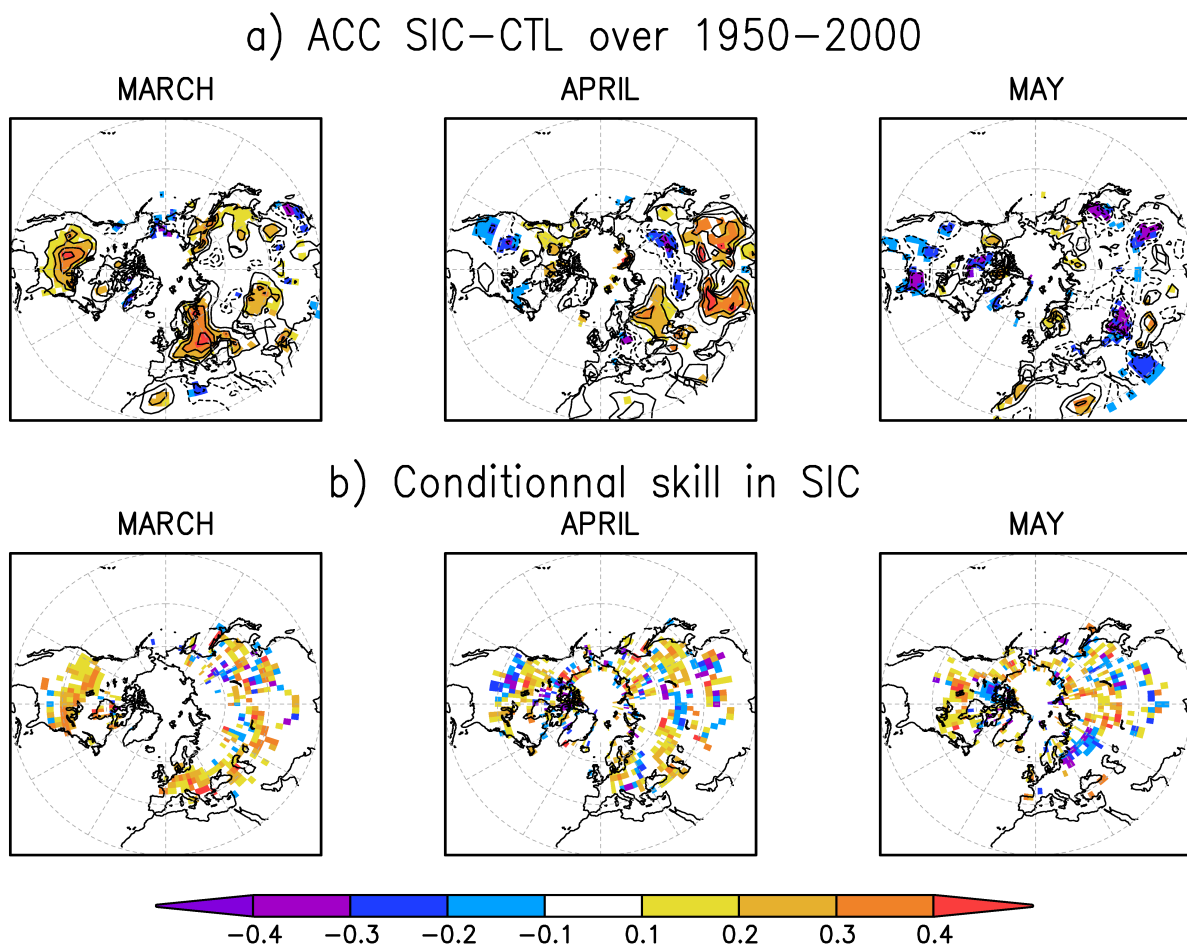 a) ACC SIC−CTL over 1950−2000
MARCH APRIL MAY
b) Conditionnal skill in SIC
MARCH APRIL MAY
−0.4 −0.3 −0.2 −0.1 0.1 0.2 0.3 0.4